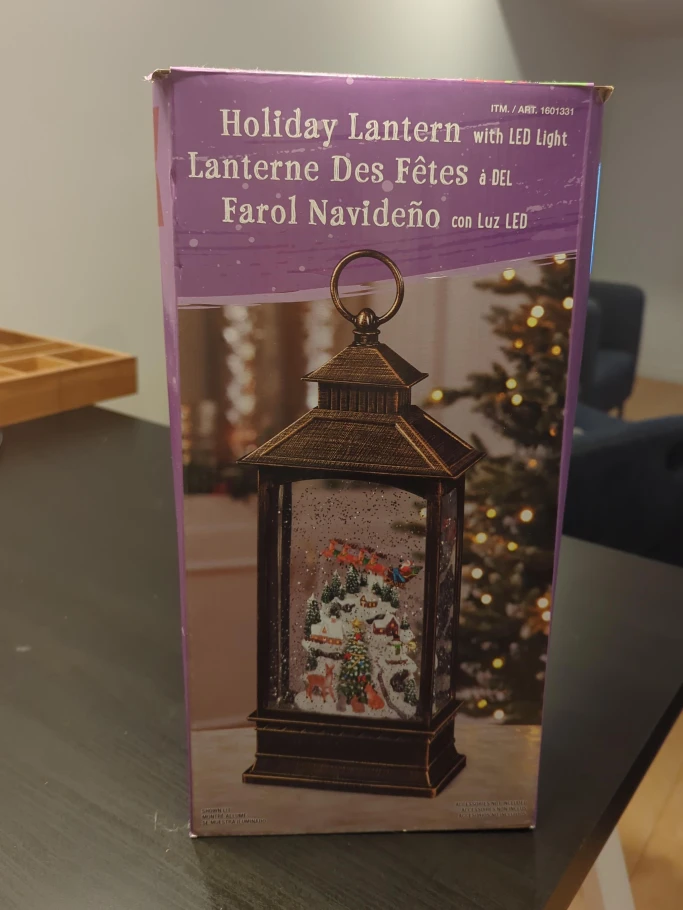 ITM. / ART. 1601331
Holiday Lantern with LED Light
Lanterne Des Fêtes à DEL
Farol Navideño con Luz LED